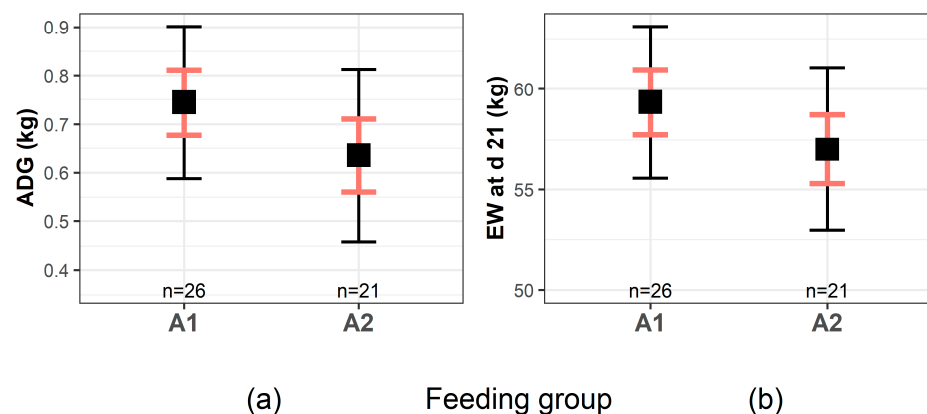 ADG (kg)
0.9
0.8
0.7
0.6
0.5
0.4
n=26
n=21
A1
A2
EW at d 21 (kg)
60
55
50
n=26
n=21
A1
A2
(a)
Feeding group
(b)